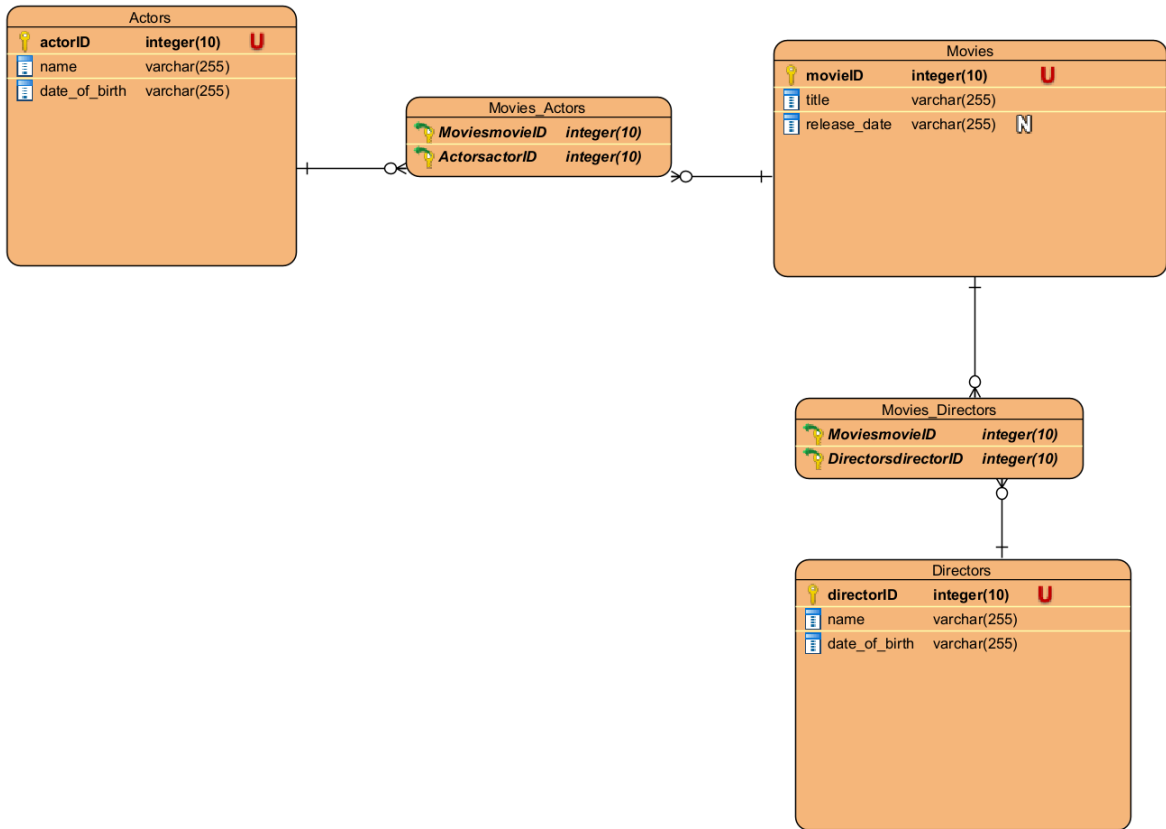 Actors
actorID integer(10) U
name varchar(255)
date_of_birth varchar(255)
Movies_Actors
MoviesmovieID integer(10)
ActorsactorID integer(10)
Movies
movieID integer(10) U
title varchar(255)
release_date varchar(255) N
Movies_Directors
MoviesmovieID integer(10)
DirectorsdirectorID integer(10)
Directors
directorID integer(10) U
name varchar(255)
date_of_birth varchar(255)